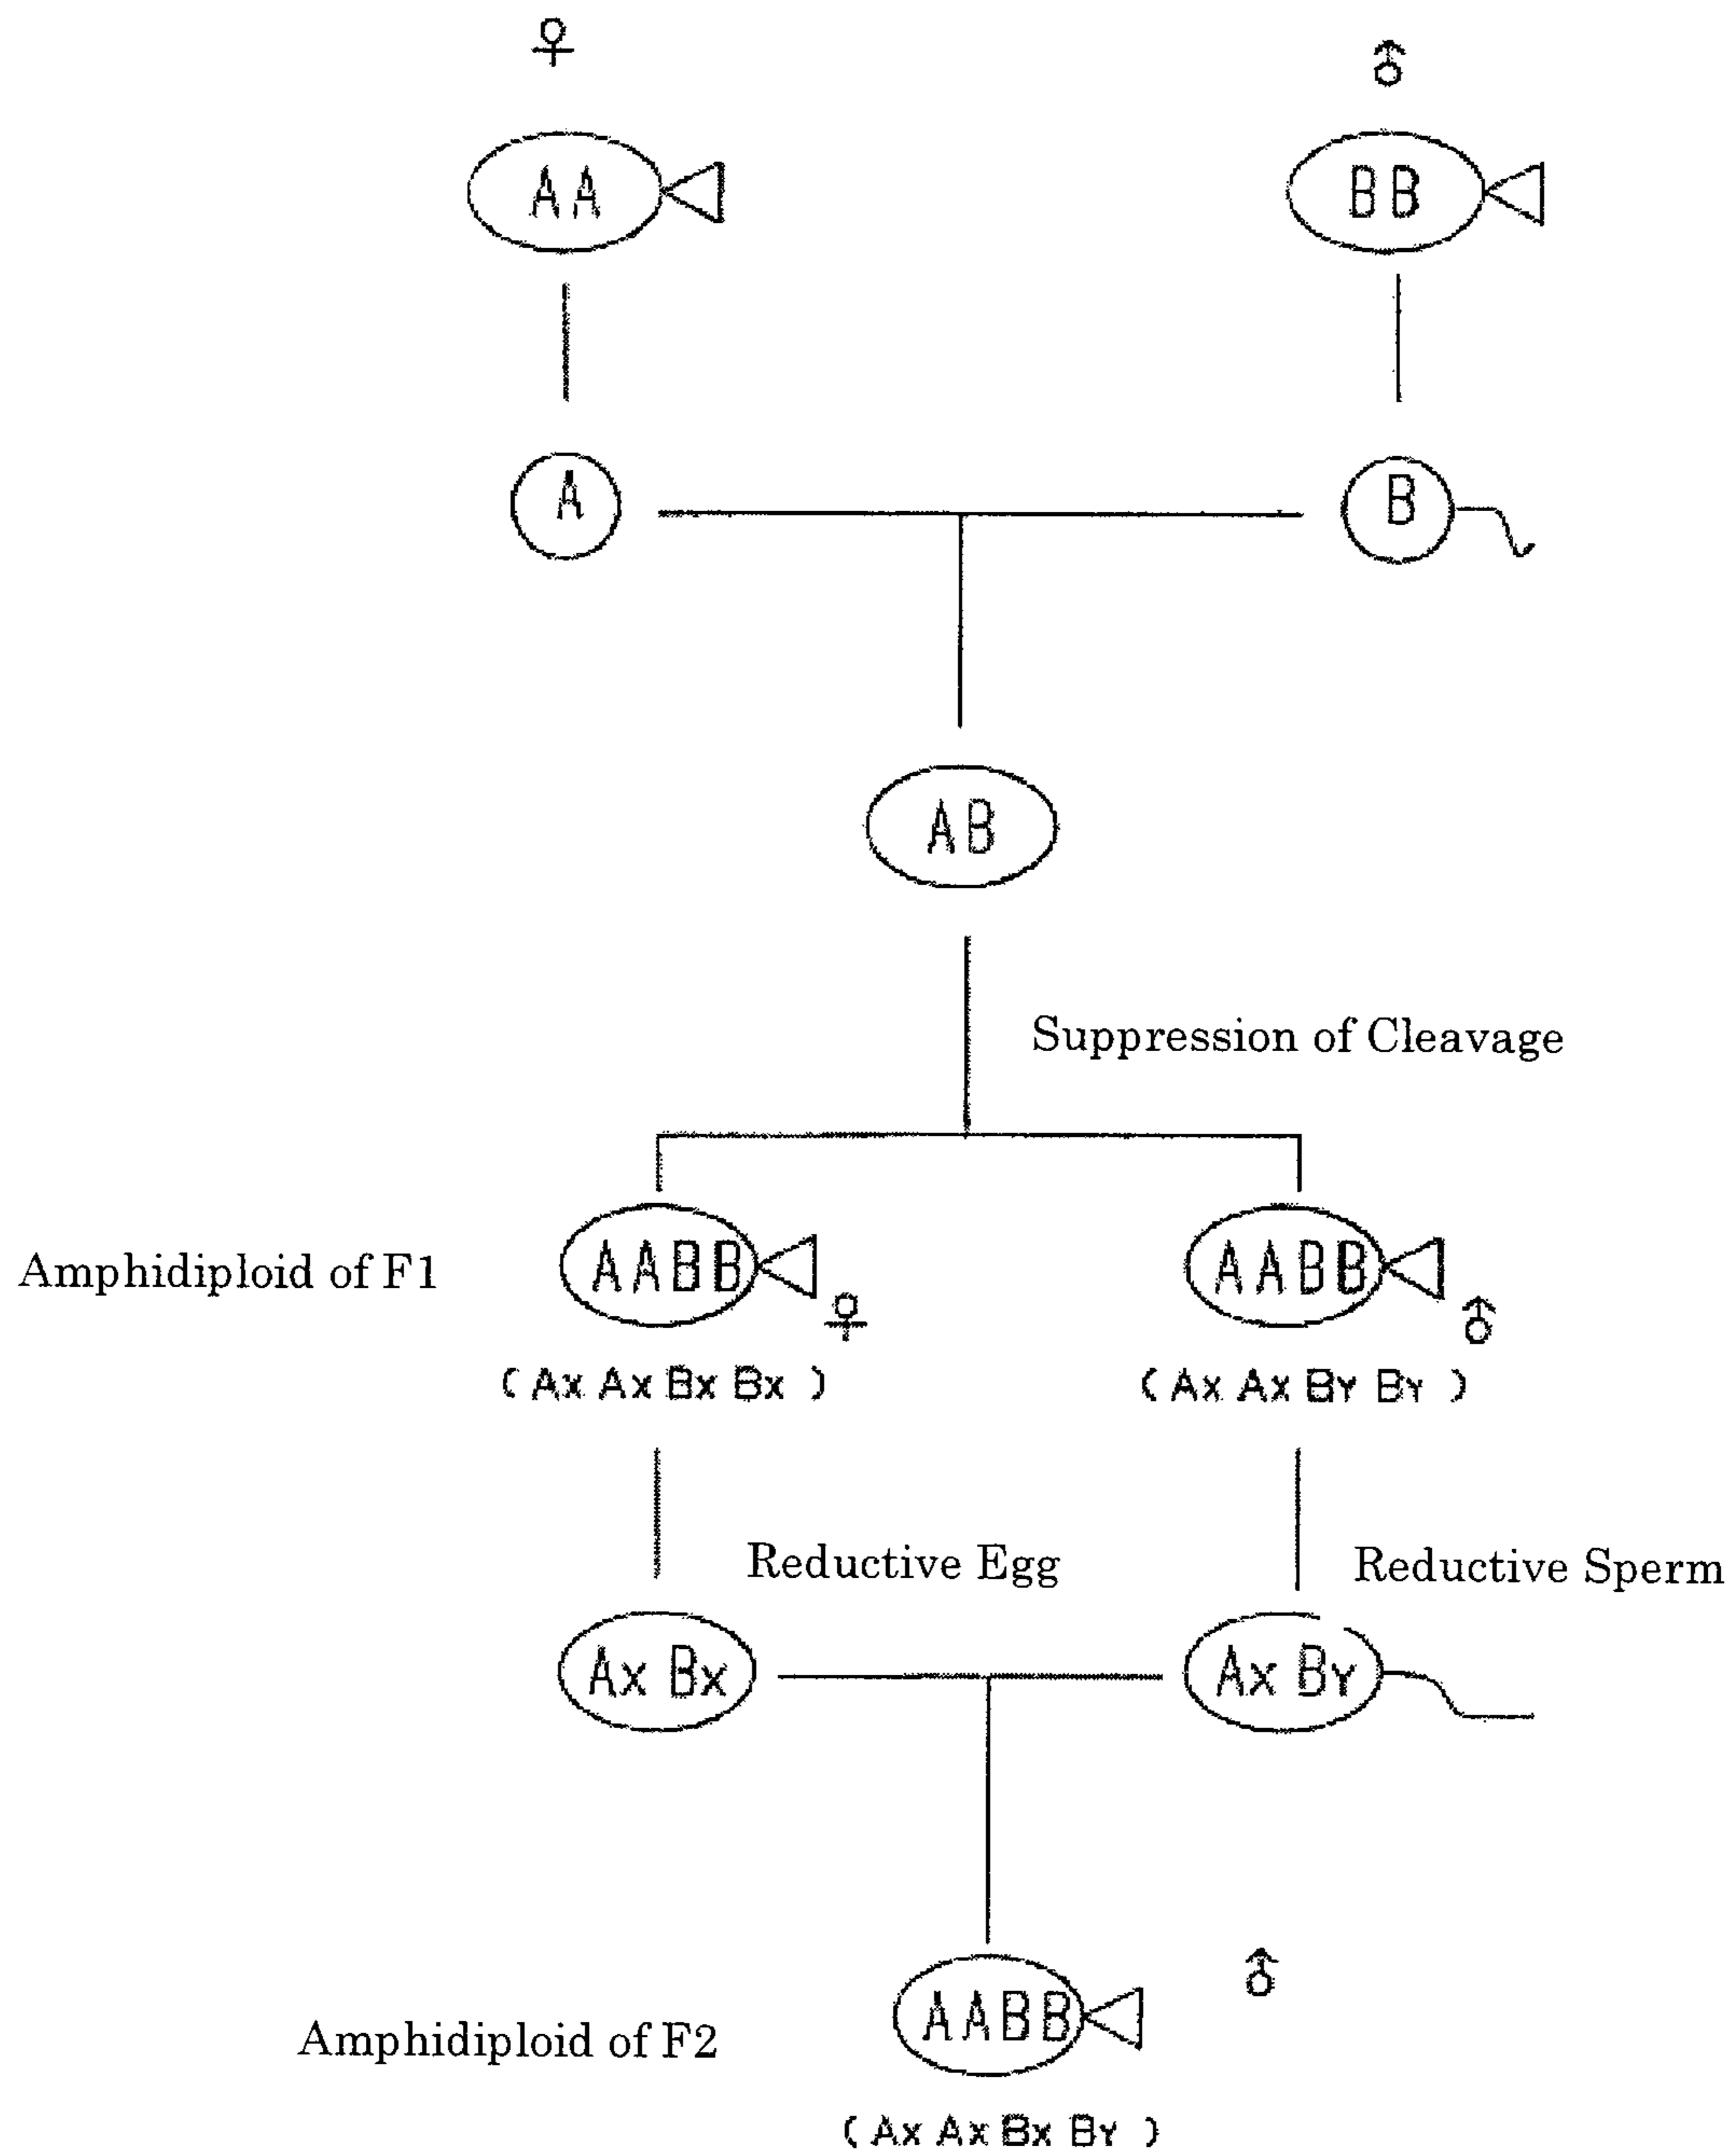 ♀ ♂
AA BB
A B
AB
Suppression of Cleavage
Amphidiploid of F1 AABB ♀ AABB ♂
(Ax Ax Bx Bx) (Ax Ax BY BY)
Reductive Egg Reductive Sperm
Ax Bx Ax BY
♂
Amphidiploid of F2 AABB
(Ax Ax Bx BY)